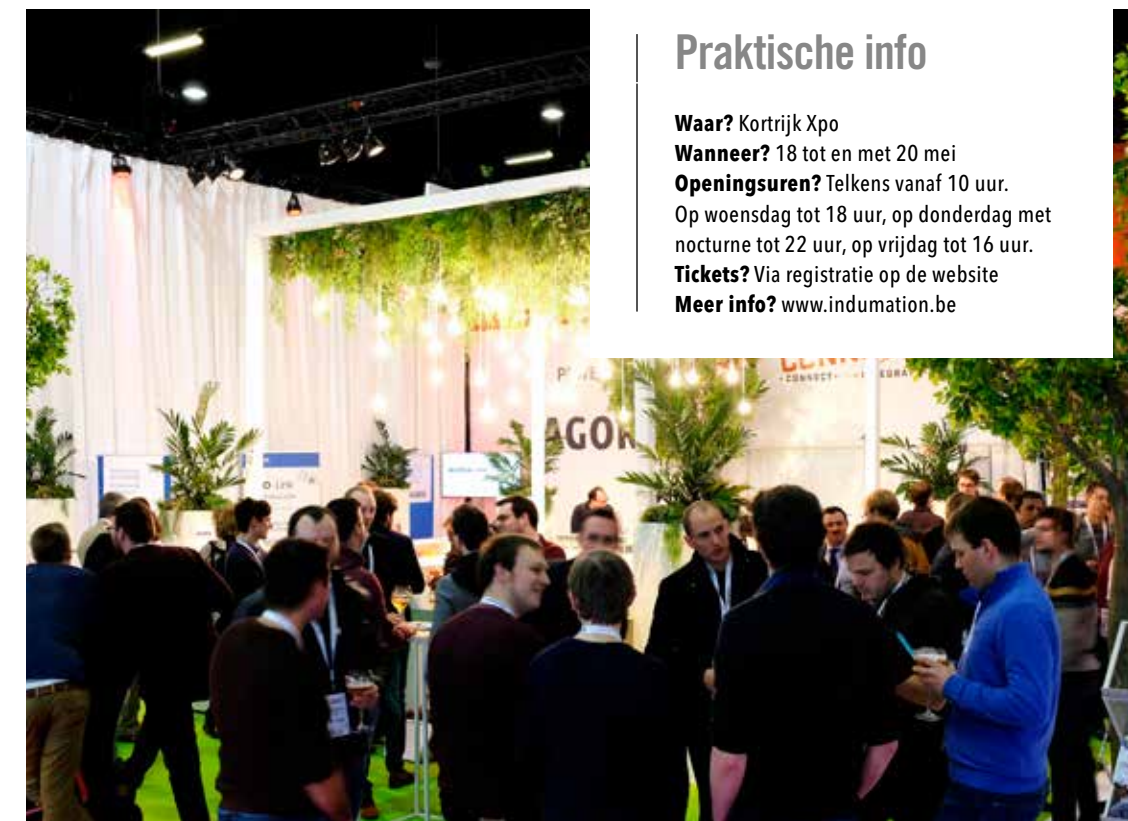 Praktische info
Waar? Kortrijk Xpo
Wanneer? 18 tot en met 20 mei
Openingsuren? Telkens vanaf 10 uur.
Op woensdag tot 18 uur, op donderdag met
nocturne tot 22 uur, op vrijdag tot 16 uur.
Tickets? Via registratie op de website
Meer info? www.indumation.be